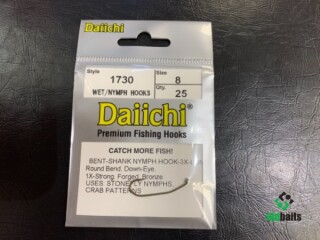 Daiichi
Style
1730
Size
8
WET/NYMPH HOOKS
Qty.
25
Daiichi
Premium Fishing Hooks
CATCH MORE FISH!
BENT-SHANK NYMPH HOOK-3X
Round Bend, Down-Eye,
1X-Strong, Forged, Bronze
USES: STONEFLY NYMPHS,
CRAB PATTERNS
baits